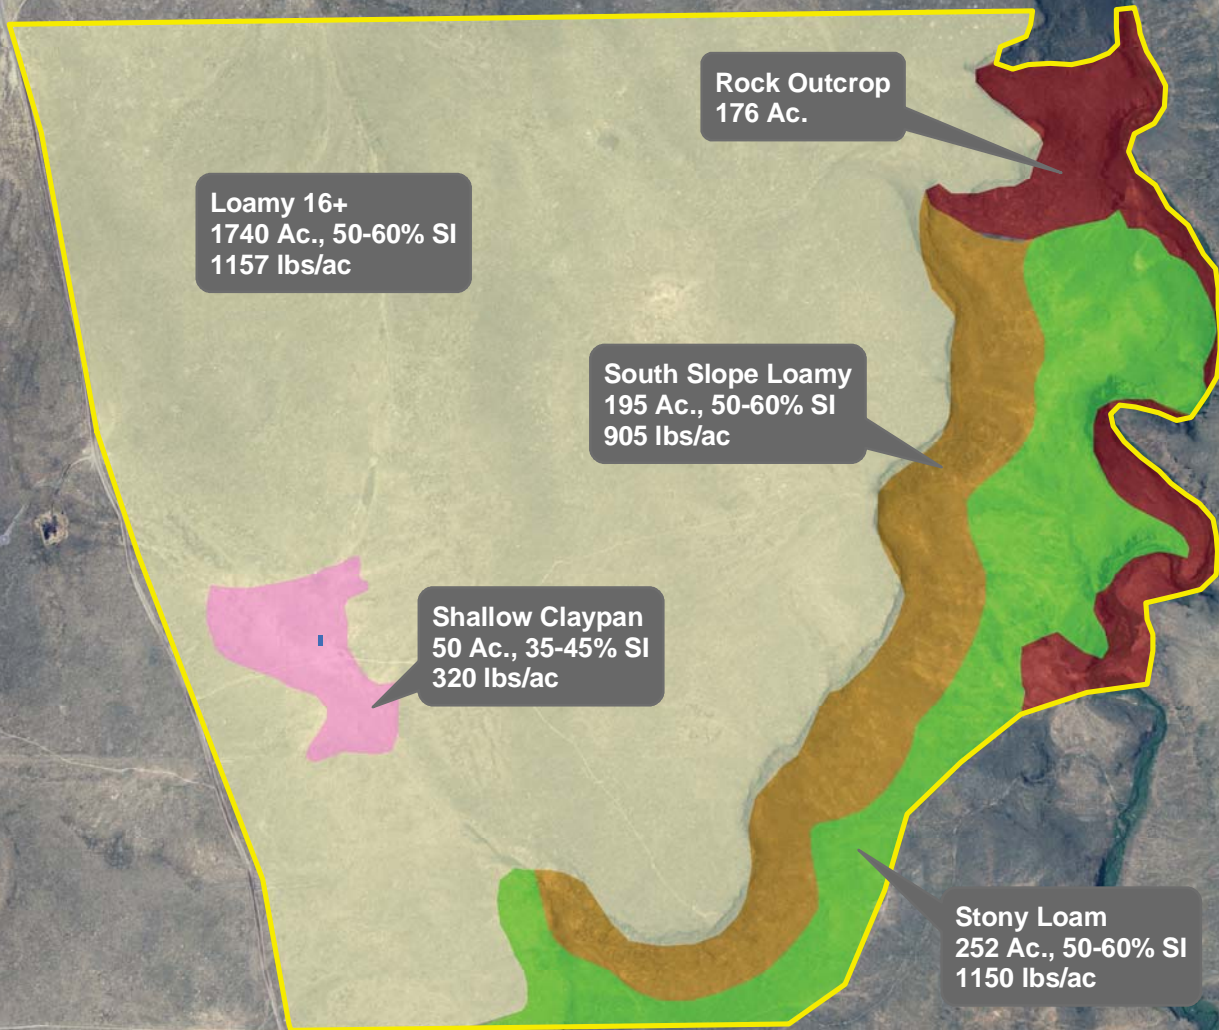 Rock Outcrop
176 Ac.
Loamy 16+
1740 Ac., 50-60% SI
1157 lbs/ac
South Slope Loamy
195 Ac., 50-60% SI
905 lbs/ac
Shallow Claypan
50 Ac., 35-45% SI
320 lbs/ac
Stony Loam
252 Ac., 50-60% SI
1150 lbs/ac